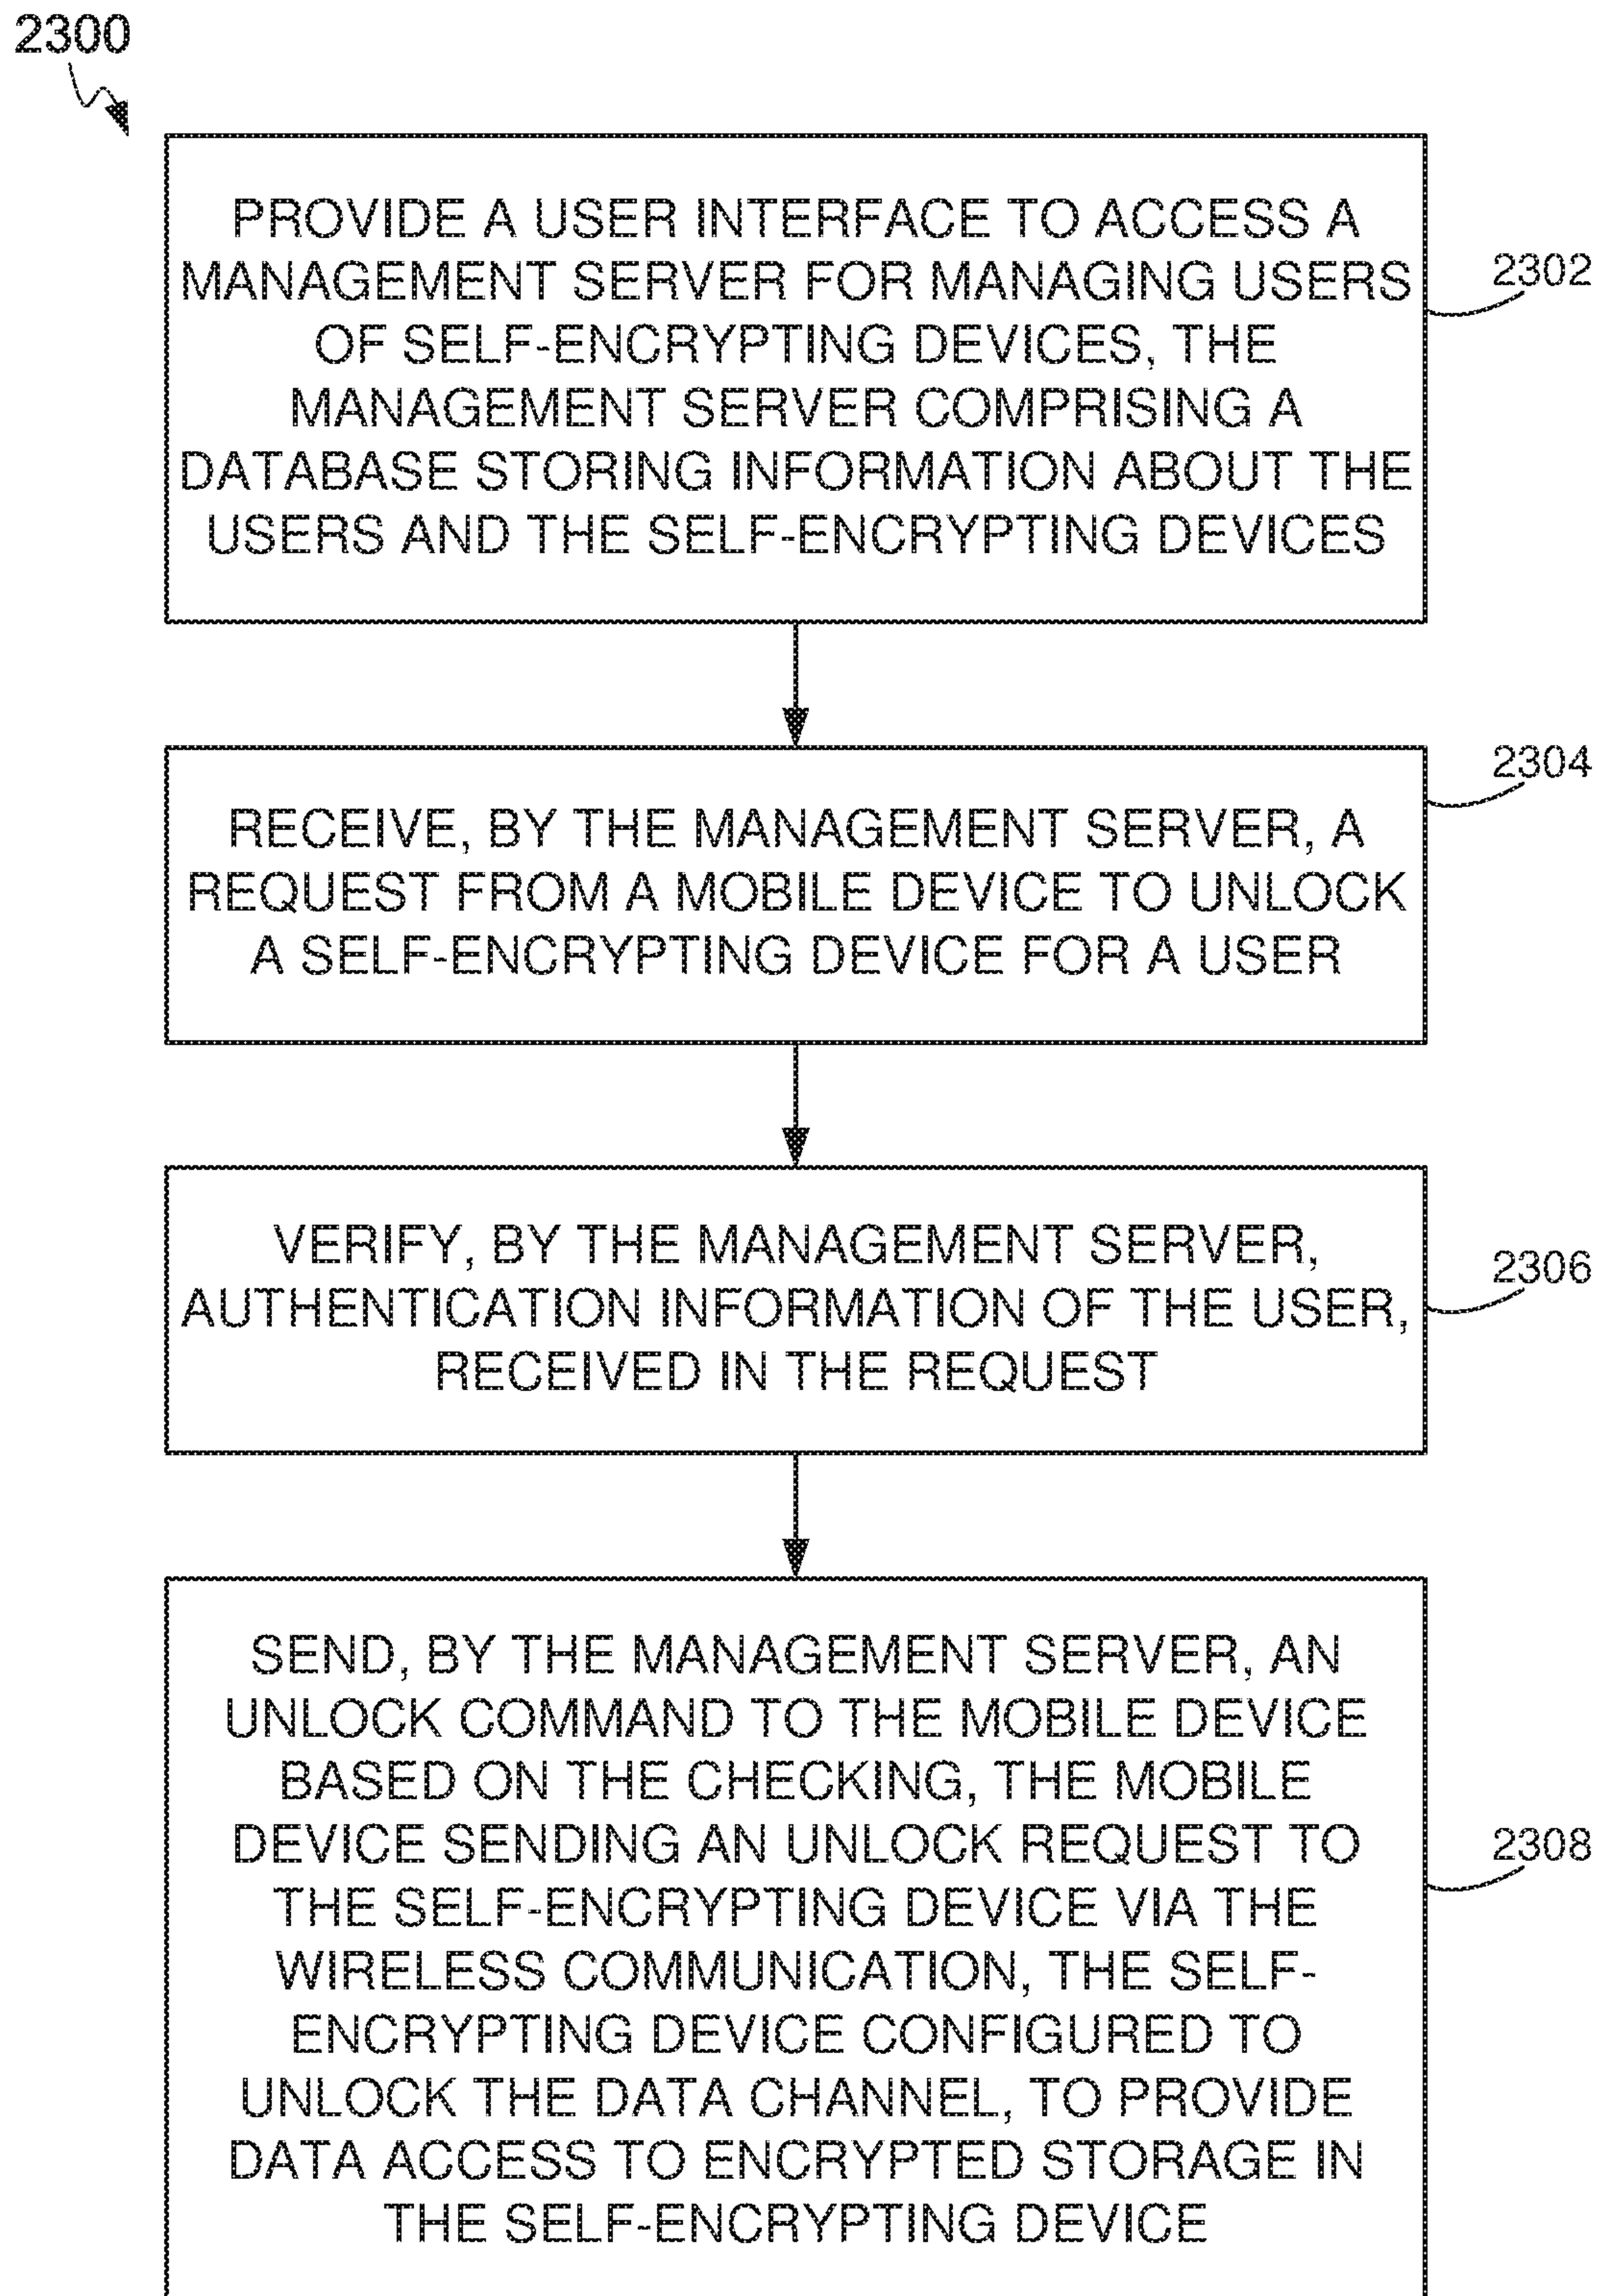 2300
PROVIDE A USER INTERFACE TO ACCESS A
MANAGEMENT SERVER FOR MANAGING USERS
OF SELF-ENCRYPTING DEVICES, THE
MANAGEMENT SERVER COMPRISING A
DATABASE STORING INFORMATION ABOUT THE
USERS AND THE SELF-ENCRYPTING DEVICES
2302
RECEIVE, BY THE MANAGEMENT SERVER, A
REQUEST FROM A MOBILE DEVICE TO UNLOCK
A SELF-ENCRYPTING DEVICE FOR A USER
2304
VERIFY, BY THE MANAGEMENT SERVER,
AUTHENTICATION INFORMATION OF THE USER,
RECEIVED IN THE REQUEST
2306
SEND, BY THE MANAGEMENT SERVER, AN
UNLOCK COMMAND TO THE MOBILE DEVICE
BASED ON THE CHECKING, THE MOBILE
DEVICE SENDING AN UNLOCK REQUEST TO
THE SELF-ENCRYPTING DEVICE VIA THE
WIRELESS COMMUNICATION, THE SELF-
ENCRYPTING DEVICE CONFIGURED TO
UNLOCK THE DATA CHANNEL, TO PROVIDE
DATA ACCESS TO ENCRYPTED STORAGE IN
THE SELF-ENCRYPTING DEVICE
2308